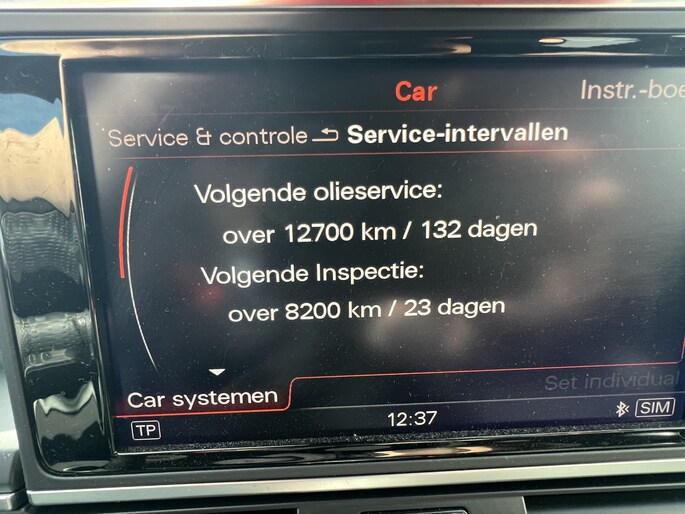 Car
Instr.-boe
Service & controle Service-intervallen
Volgende olieservice:
over 12700 km / 132 dagen
Volgende Inspectie:
over 8200 km / 23 dagen
Set individual
Car systemen
TP
12:37
SIM